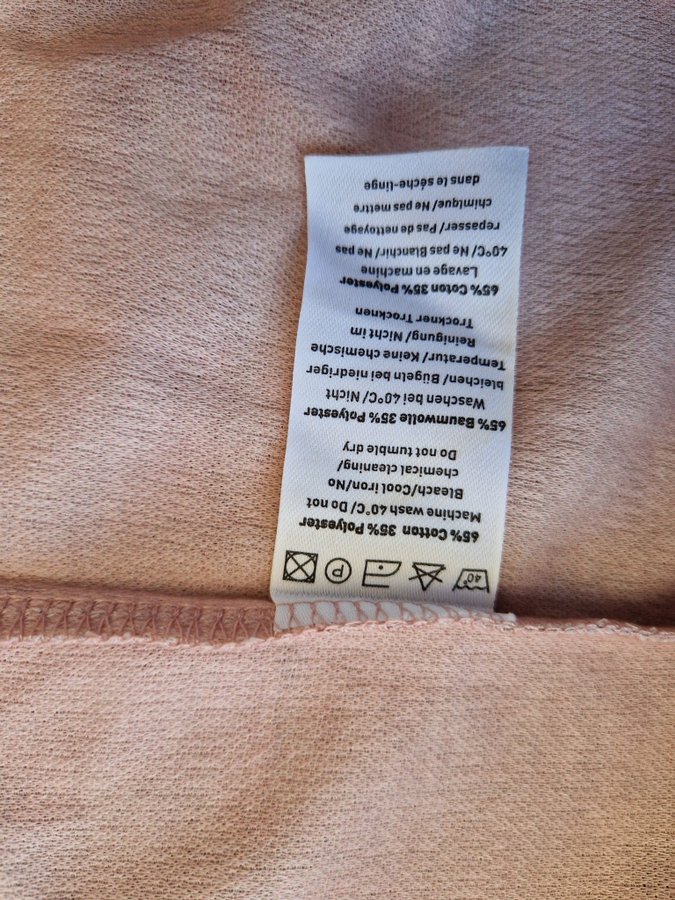 40°
P
65% Cotton 35% Polyester
Machine wash 40°C/Do not
Bleach/Cool iron/No
chemical cleaning/
Do not tumble dry
65% Baumwolle 35% Polyester
Waschen bei 40°C/Nicht
bleichen/Bügeln bei niedriger
Temperatur/Keine chemische
Reinigung/Nicht im
Trockner Trocknen
65% Coton 35% Polyester
Lavage en machine
40°C/Ne pas Blanchir/Ne pas
repasser/Pas de nettoyage
chimique/Ne pas mettre
dans le séche-linge